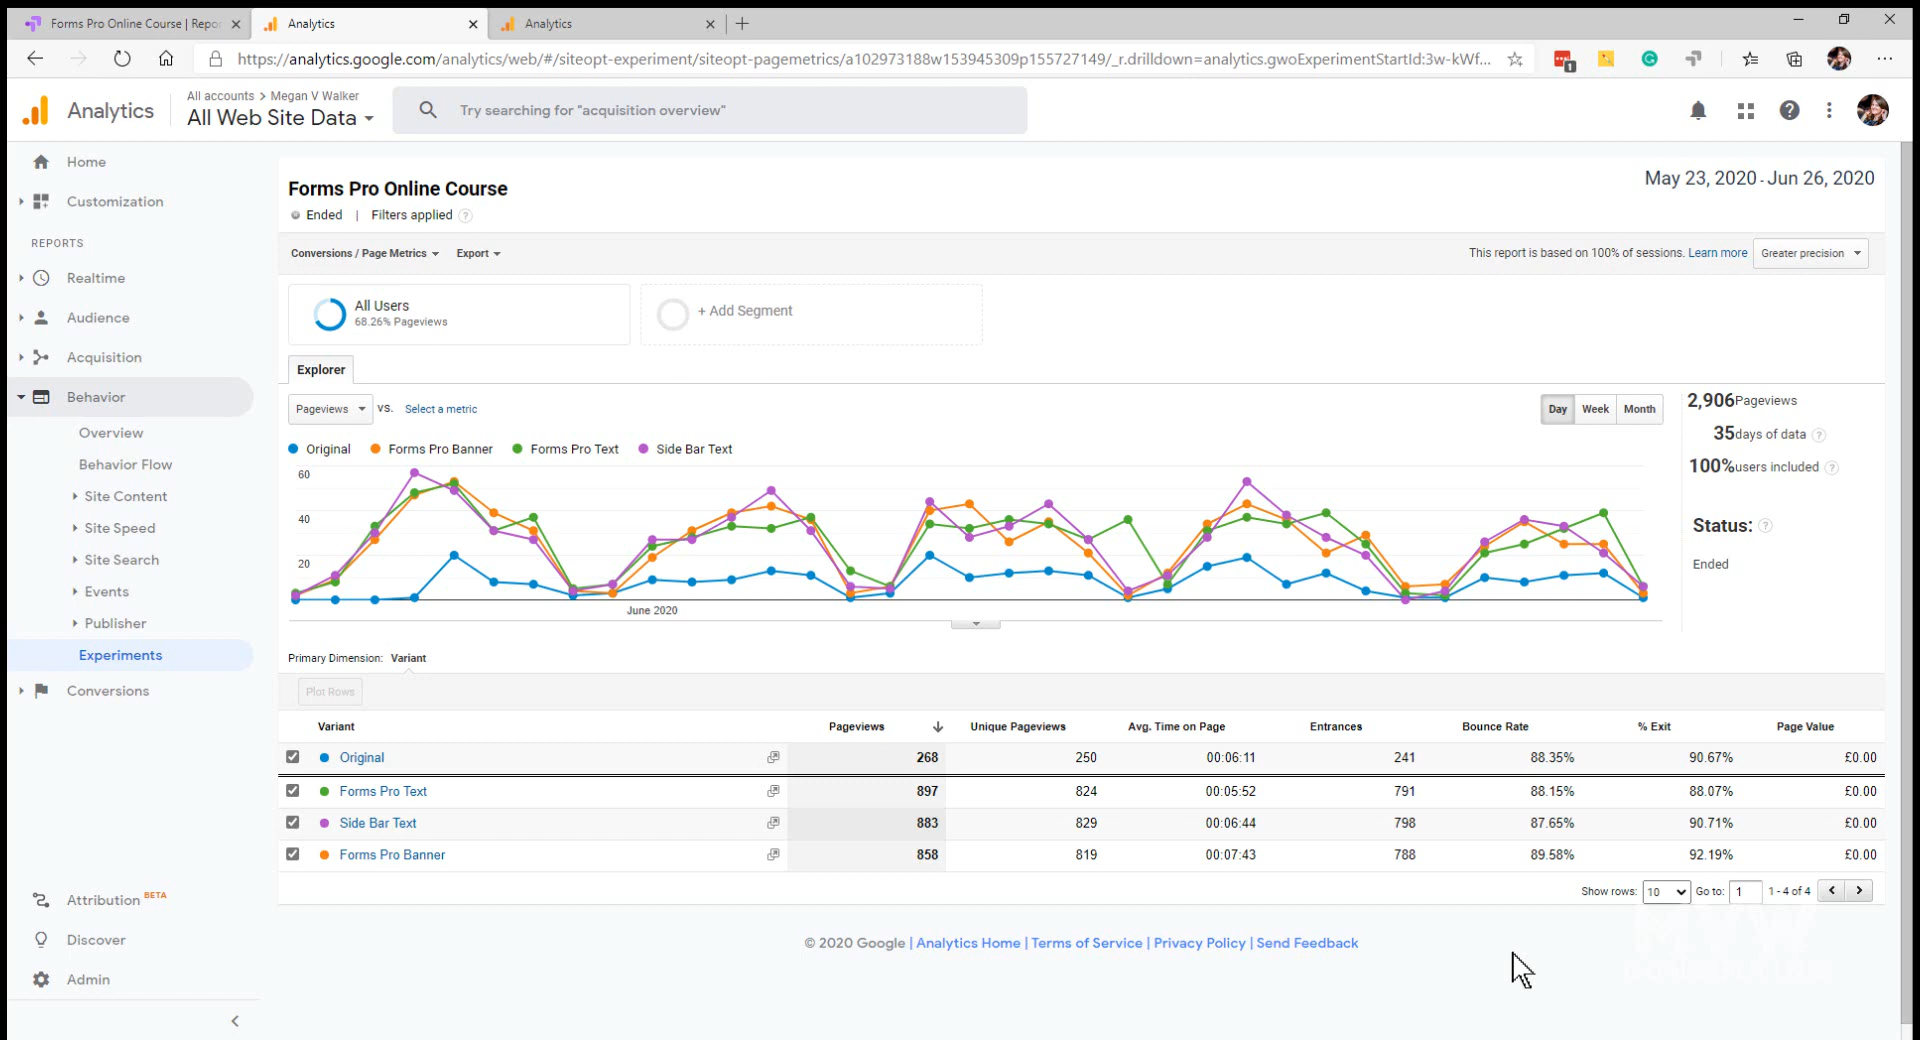 Forms Pro Online Course | Repo
Analytics
Analytics
https://analytics.google.com/analytics/web/#/siteopt-experiment/siteopt-pagemetrics/a102973188w153945309p155727149/_r.drilldown=analytics.gwoExperimentStartId:3w-kWf...
1
Analytics
All accounts > Megan V Walker
All Web Site Data
Try searching for "acquisition overview"
Home
Customization
REPORTS
Realtime
Audience
Acquisition
Behavior
Overview
Behavior Flow
Site Content
Site Speed
Site Search
Events
Publisher
Experiments
Conversions
Attribution BETA
Discover
Admin
Forms Pro Online Course
May 23, 2020 - Jun 26, 2020
Ended | Filters applied ?
Conversions / Page Metrics Export
This report is based on 100% of sessions. Learn more Greater precision
All Users
68.26% Pageviews
+ Add Segment
Explorer
Pageviews VS. Select a metric
Day Week Month
Original Forms Pro Banner Forms Pro Text Side Bar Text
60
40
20
June 2020
2,906 Pageviews
35 days of data ?
100% users included ?
Status: ?
Ended
Primary Dimension: Variant
Plot Rows
Variant Pageviews Unique Pageviews Avg. Time on Page Entrances Bounce Rate % Exit Page Value
Original 268 250 00:06:11 241 88.35% 90.67% £0.00
Forms Pro Text 897 824 00:05:52 791 88.15% 88.07% £0.00
Side Bar Text 883 829 00:06:44 798 87.65% 90.71% £0.00
Forms Pro Banner 858 819 00:07:43 788 89.58% 92.19% £0.00
Show rows: 10 Go to: 1 1 - 4 of 4
© 2020 Google | Analytics Home | Terms of Service | Privacy Policy | Send Feedback